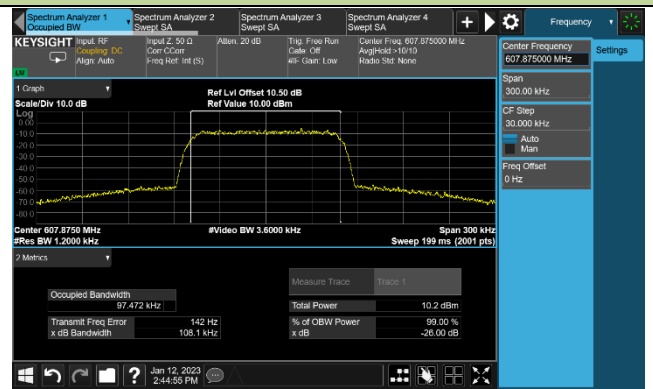 Spectrum Analyzer 1
Occupied BW
Spectrum Analyzer 2
Swept SA
Spectrum Analyzer 3
Swept SA
Spectrum Analyzer 4
Swept SA
+
Frequency
KEYSIGHT
Input: RF
Coupling: DC
Align: Auto
Input Z: 50 Ω
Corr CCorr
Freq Ref: Int (S)
Atten: 20 dB
Trig: Free Run
Gate: Off
#IF Gain: Low
Center Freq: 607.875000 MHz
Avg|Hold:>10/10
Radio Std: None
Center Frequency
607.875000 MHz
Settings
Span
300.00 kHz
CF Step
30.000 kHz
Auto
Man
Freq Offset
0 Hz
1 Graph
Scale/Div 10.0 dB
Ref Lvl Offset 10.50 dB
Ref Value 10.00 dBm
Log
0.00
-10.0
-20.0
-30.0
-40.0
-50.0
-60.0
-70.0
-80.0
Center 607.8750 MHz
#Video BW 3.6000 kHz
Span 300 kHz
#Res BW 1.2000 kHz
Sweep 199 ms (2001 pts)
2 Metrics
Measure Trace
Trace 1
Occupied Bandwidth
97.472 kHz
Total Power
10.2 dBm
Transmit Freq Error
142 Hz
% of OBW Power
99.00 %
x dB Bandwidth
108.1 kHz
x dB
-26.00 dB
?
Jan 12, 2023
2:44:55 PM